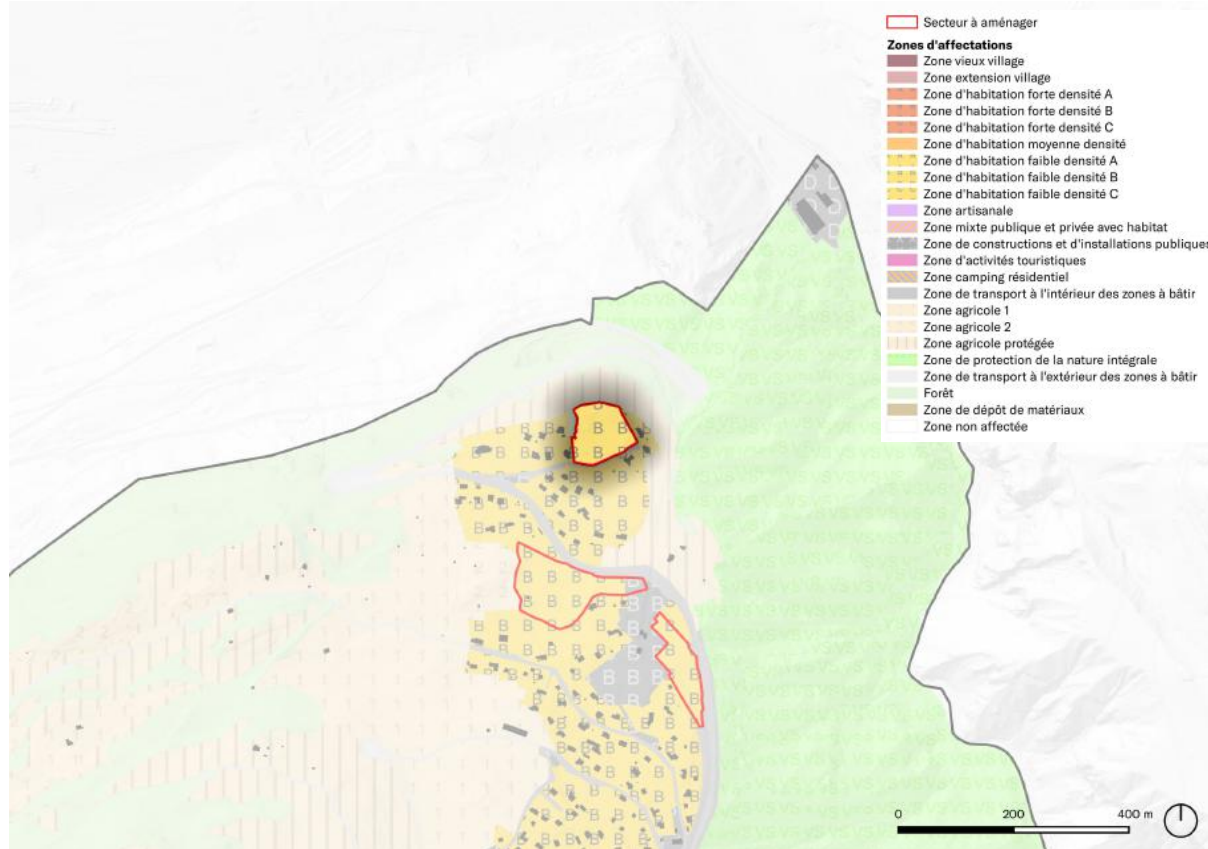 Secteur à aménager
Zones d'affectations
Zone vieux village
Zone extension village
Zone d'habitation forte densité A
Zone d'habitation forte densité B
Zone d'habitation forte densité C
Zone d'habitation moyenne densité
Zone d'habitation faible densité A
Zone d'habitation faible densité B
Zone d'habitation faible densité C
Zone artisanale
Zone mixte publique et privée avec habitat
Zone de constructions et d'installations publiques
Zone d'activités touristiques
Zone camping résidentiel
Zone de transport à l'intérieur des zones à bâtir
Zone agricole 1
Zone agricole 2
Zone agricole protégée
Zone de protection de la nature intégrale
Zone de transport à l'extérieur des zones à bâtir
Forêt
Zone de dépôt de matériaux
Zone non affectée
0 200 400 m